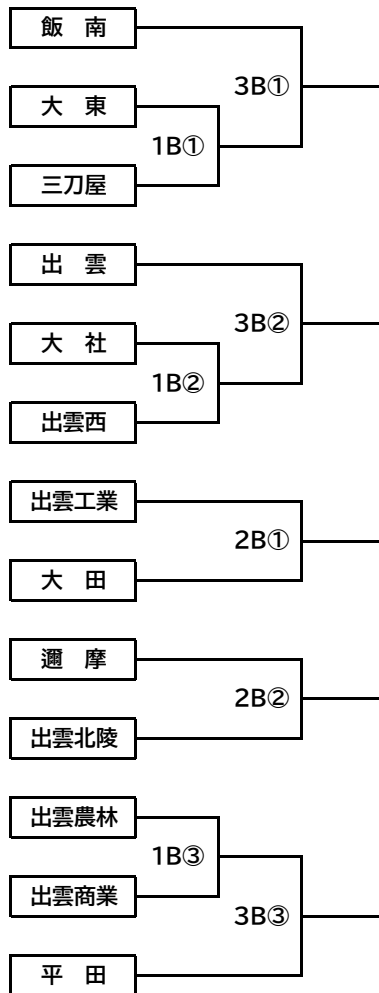 飯　南
3B①
大　東
1B①
三刀屋
出　雲
3B②
大　社
1B②
出雲西
出雲工業
2B①
大　田
邇　摩
2B②
出雲北陵
出雲農林
1B③
出雲商業
3B③
平　田